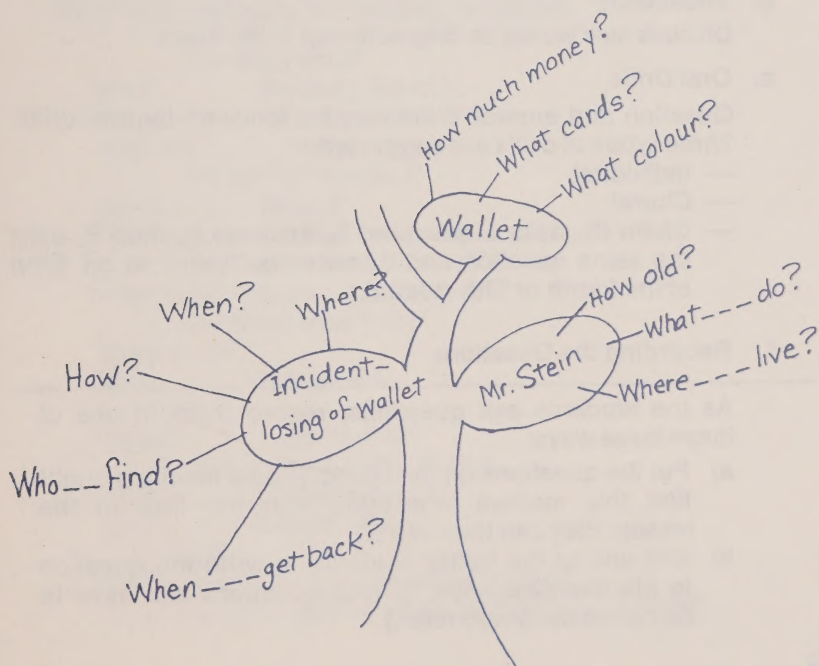 How much money?
What cards?
What colour?
Wallet
How old?
What---do?
Where----live?
Mr. Stein
Where?
When?
How?
Incident-
losing of wallet
Who--find?
When----get back?